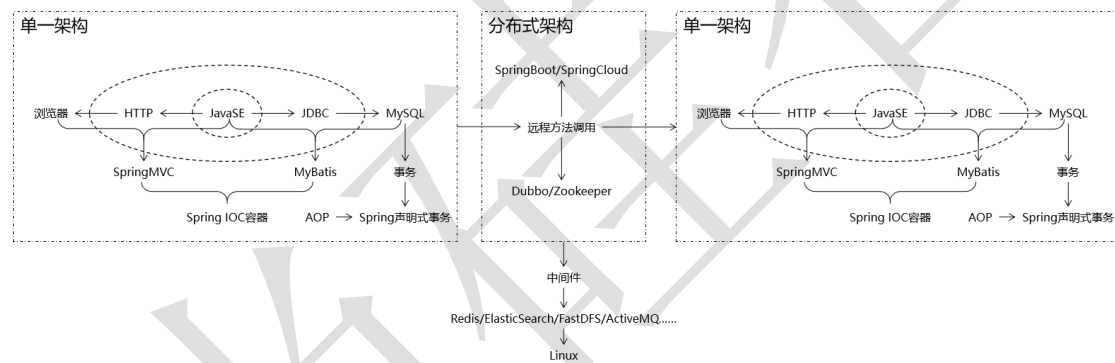 单一架构
浏览器 HTTP JavaSE JDBC MySQL
SpringMVC MyBatis 事务
Spring IOC容器 AOP Spring声明式事务
分布式架构
SpringBoot/SpringCloud
远程方法调用
Dubbo/Zookeeper
中间件
Redis/ElasticSearch/FastDFS/ActiveMQ......
Linux
单一架构
浏览器 HTTP JavaSE JDBC MySQL
SpringMVC MyBatis 事务
Spring IOC容器 AOP Spring声明式事务